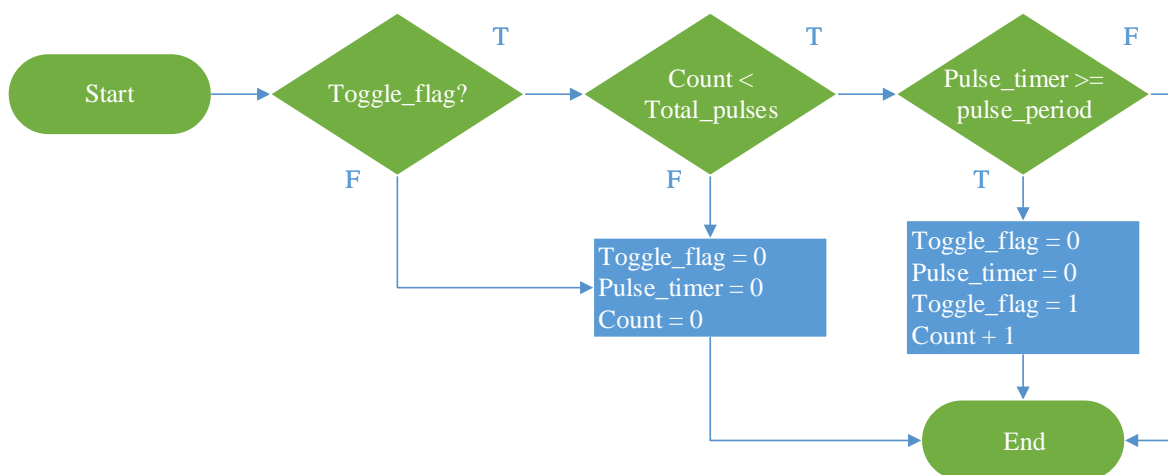 Start
Toggle_flag?
T
F
Count <
Total_pulses
T
F
Pulse_timer >=
pulse_period
F
T
Toggle_flag = 0
Pulse_timer = 0
Count = 0
Toggle_flag = 0
Pulse_timer = 0
Toggle_flag = 1
Count + 1
End